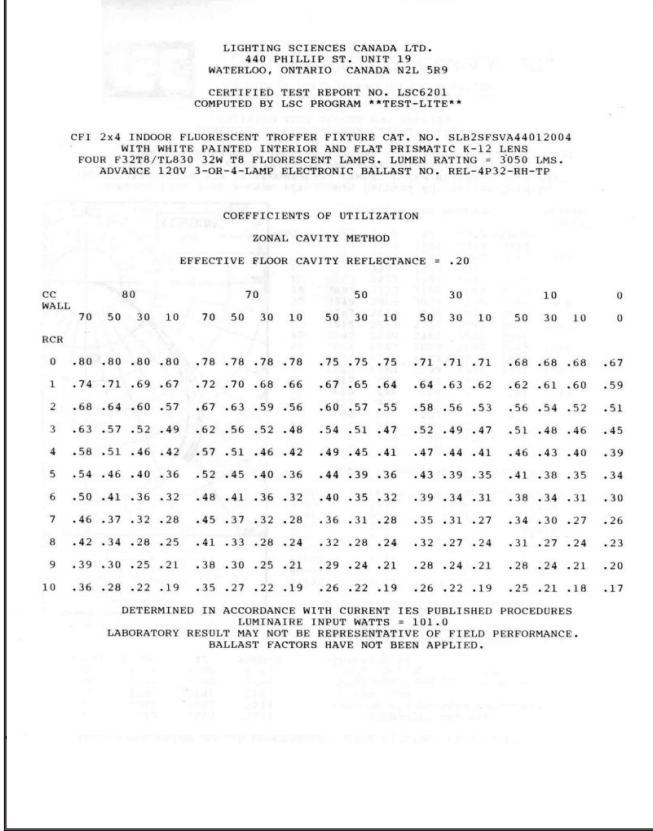 LIGHTING SCIENCES CANADA LTD.
440 PHILLIP ST. UNIT 19
WATERLOO, ONTARIO CANADA N2L 5R9
CERTIFIED TEST REPORT NO. LSC6201
COMPUTED BY LSC PROGRAM **TEST-LITE**
CFI 2x4 INDOOR FLUORESCENT TROFFER FIXTURE CAT. NO. SLB2SFSVA44012004
WITH WHITE PAINTED INTERIOR AND FLAT PRISMATIC K-12 LENS
FOUR F32T8/TL830 32W T8 FLUORESCENT LAMPS. LUMEN RATING = 3050 LMS.
ADVANCE 120V 3-OR-4-LAMP ELECTRONIC BALLAST NO. REL-4P32-RH-TP
COEFFICIENTS OF UTILIZATION
ZONAL CAVITY METHOD
EFFECTIVE FLOOR CAVITY REFLECTANCE = .20
CC 80 70 50 30 10 0
WALL
70 50 30 10 70 50 30 10 50 30 10 50 30 10 50 30 10 0
RCR
0 .80 .80 .80 .80 .78 .78 .78 .78 .75 .75 .75 .71 .71 .71 .68 .68 .68 .67
1 .74 .71 .69 .67 .72 .70 .68 .66 .67 .65 .64 .64 .63 .62 .62 .61 .60 .59
2 .68 .64 .60 .57 .67 .63 .59 .56 .60 .57 .55 .58 .56 .53 .56 .54 .52 .51
3 .63 .57 .52 .49 .62 .56 .52 .48 .54 .51 .47 .52 .49 .47 .51 .48 .46 .45
4 .58 .51 .46 .42 .57 .51 .46 .42 .49 .45 .41 .47 .44 .41 .46 .43 .40 .39
5 .54 .46 .40 .36 .52 .45 .40 .36 .44 .39 .36 .43 .39 .35 .41 .38 .35 .34
6 .50 .41 .36 .32 .48 .41 .36 .32 .40 .35 .32 .39 .34 .31 .38 .34 .31 .30
7 .46 .37 .32 .28 .45 .37 .32 .28 .36 .31 .28 .35 .31 .27 .34 .30 .27 .26
8 .42 .34 .28 .25 .41 .33 .28 .24 .32 .28 .24 .32 .27 .24 .31 .27 .24 .23
9 .39 .30 .25 .21 .38 .30 .25 .21 .29 .24 .21 .28 .24 .21 .28 .24 .21 .20
10 .36 .28 .22 .19 .35 .27 .22 .19 .26 .22 .19 .26 .22 .19 .25 .21 .18 .17
DETERMINED IN ACCORDANCE WITH CURRENT IES PUBLISHED PROCEDURES
LUMINAIRE INPUT WATTS = 101.0
LABORATORY RESULT MAY NOT BE REPRESENTATIVE OF FIELD PERFORMANCE.
BALLAST FACTORS HAVE NOT BEEN APPLIED.